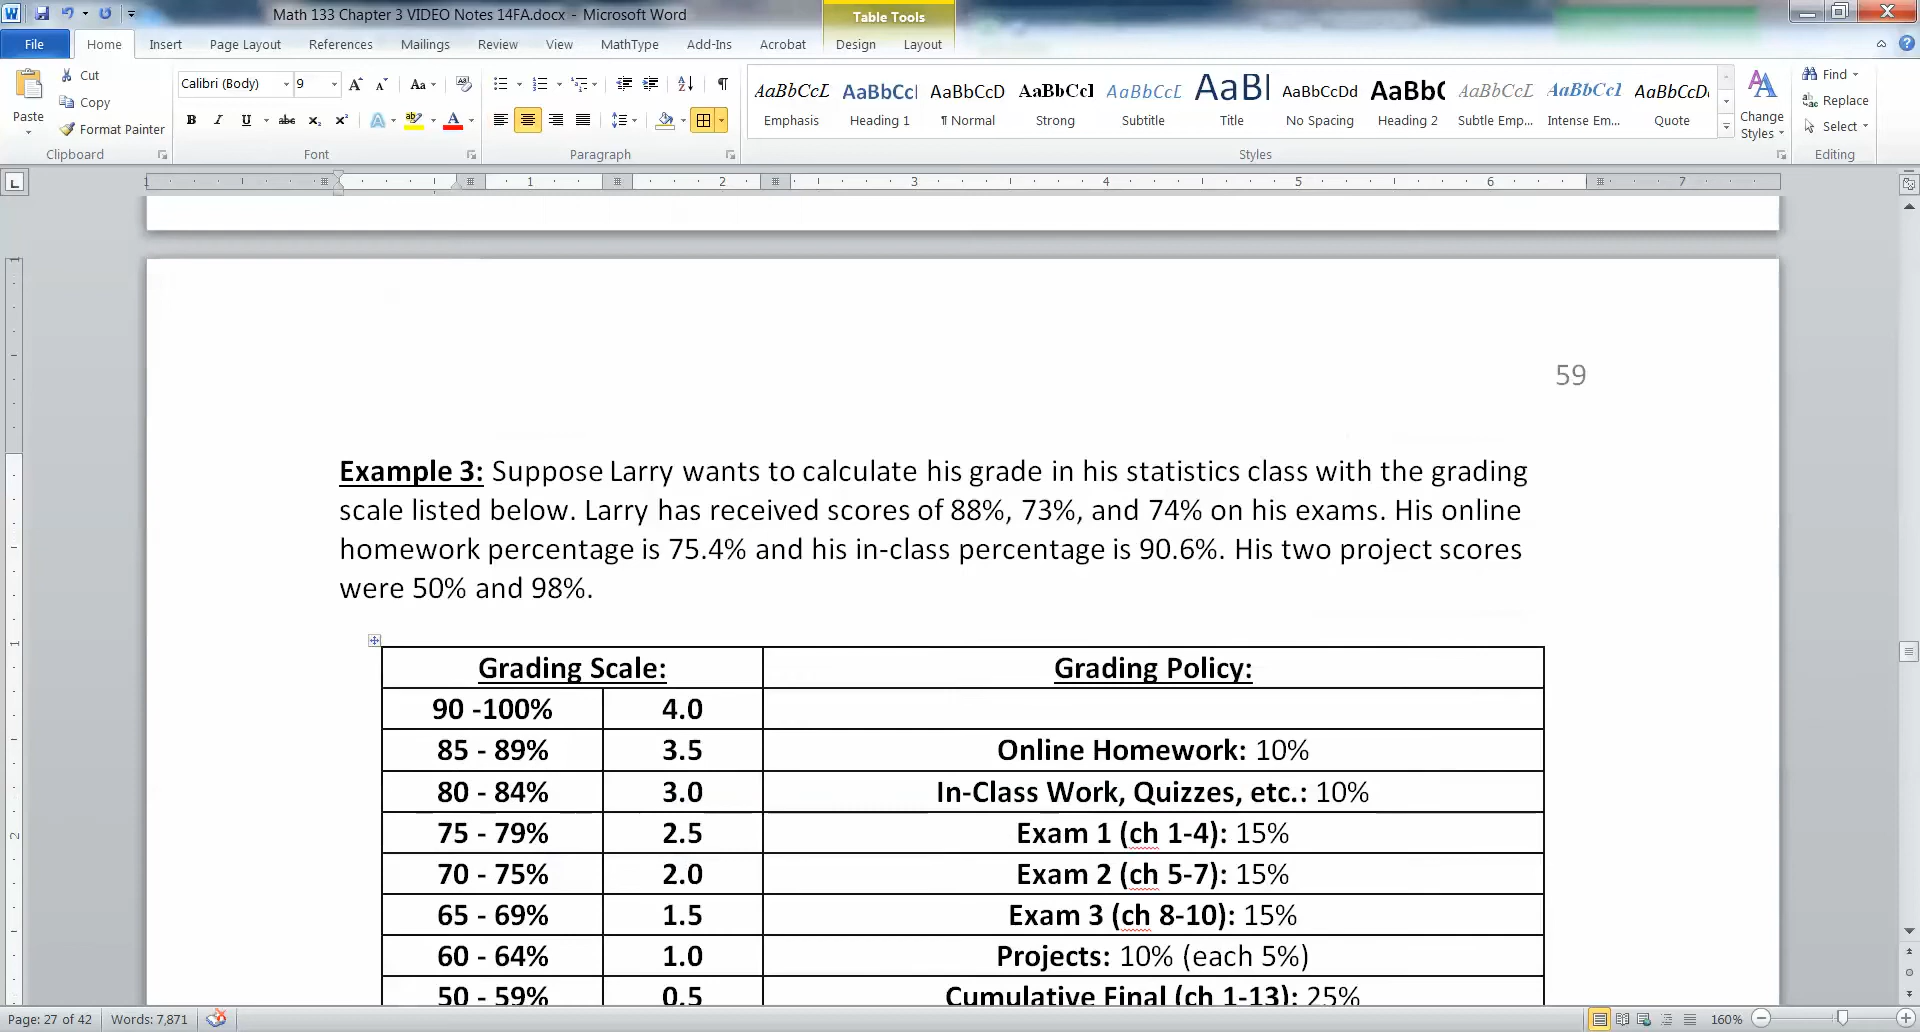 Math 133 Chapter 3 VIDEO Notes 14FA.docx - Microsoft Word
Table Tools
File Home Insert Page Layout References Mailings Review View MathType Add-Ins Acrobat Design Layout
Cut
Copy
Format Painter
Paste
Clipboard
Calibri (Body) 9
Font
Paragraph
AaBbCcL AaBbCcI AaBbCcD AaBbCcI AaBbCcL AaBI AaBbCcDd AaBbC AaBbCcL AaBbCcI AaBbCcD
Emphasis Heading 1 ¶ Normal Strong Subtitle Title No Spacing Heading 2 Subtle Emp... Intense Em... Quote
Styles
Change Styles
Find
Replace
Select
Editing
1 1 2 3 4 5 6 7
59
Example 3: Suppose Larry wants to calculate his grade in his statistics class with the grading
scale listed below. Larry has received scores of 88%, 73%, and 74% on his exams. His online
homework percentage is 75.4% and his in-class percentage is 90.6%. His two project scores
were 50% and 98%.
Grading Scale: Grading Policy:
90 -100% 4.0
85 - 89% 3.5 Online Homework: 10%
80 - 84% 3.0 In-Class Work, Quizzes, etc.: 10%
75 - 79% 2.5 Exam 1 (ch 1-4): 15%
70 - 75% 2.0 Exam 2 (ch 5-7): 15%
65 - 69% 1.5 Exam 3 (ch 8-10): 15%
60 - 64% 1.0 Projects: 10% (each 5%)
50 - 59% 0.5 Cumulative Final (ch 1-13): 25%
Page: 27 of 42 Words: 7,871 160%